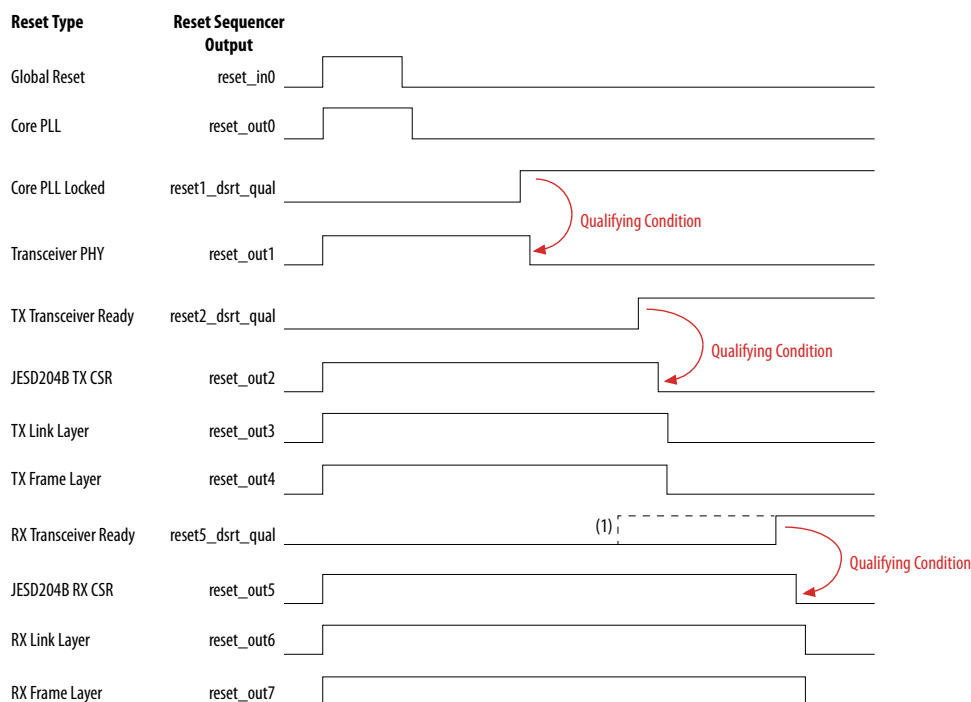 Reset Type Reset Sequencer Output
Global Reset reset_in0
Core PLL reset_out0
Core PLL Locked reset1_dsrt_qual
Qualifying Condition
Transceiver PHY reset_out1
TX Transceiver Ready reset2_dsrt_qual
Qualifying Condition
JESD204B TX CSR reset_out2
TX Link Layer reset_out3
TX Frame Layer reset_out4
RX Transceiver Ready reset5_dsrt_qual (1)
Qualifying Condition
JESD204B RX CSR reset_out5
RX Link Layer reset_out6
RX Frame Layer reset_out7